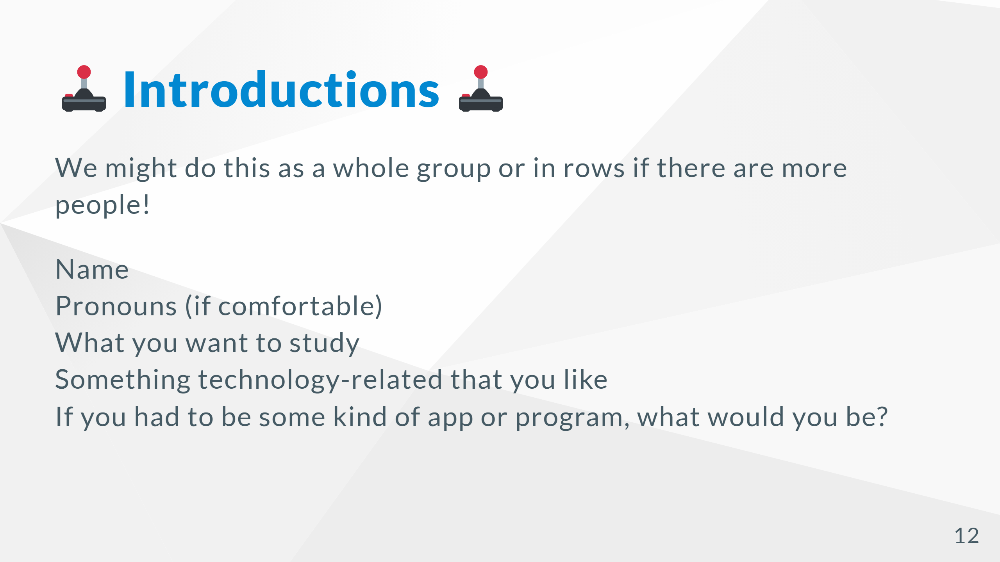 Introductions
We might do this as a whole group or in rows if there are more
people!
Name
Pronouns (if comfortable)
What you want to study
Something technology-related that you like
If you had to be some kind of app or program, what would you be?
12